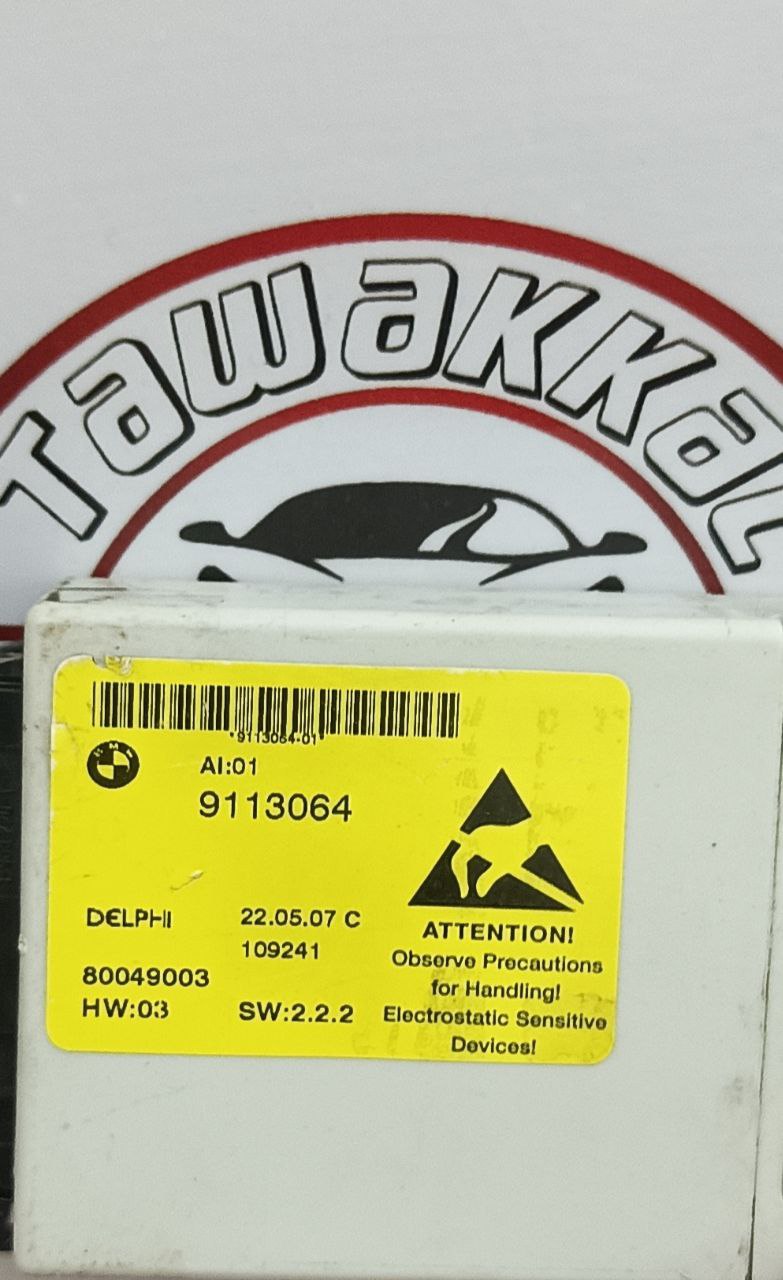 TAWAKKAL
*9113064-01*
BMW
AI:01
9113064
DELPHI
22.05.07 C
109241
80049003
HW:03
SW:2.2.2
ATTENTION!
Observe Precautions
for Handling!
Electrostatic Sensitive
Devices!